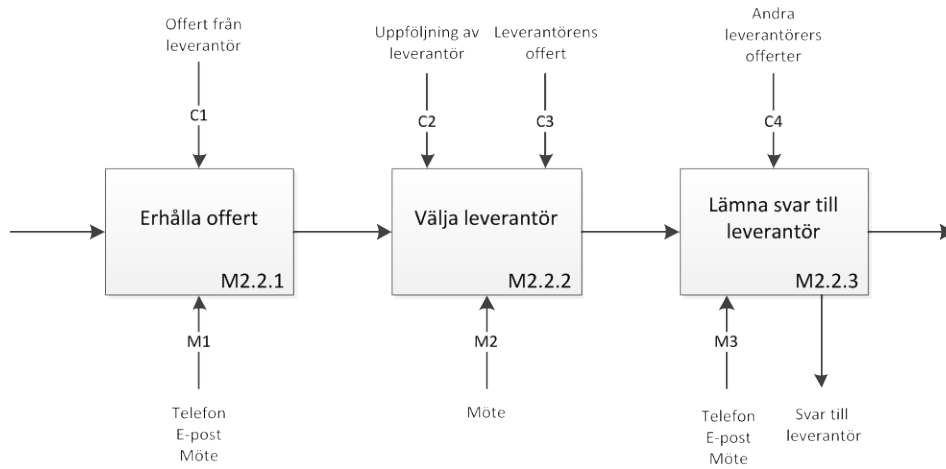 Offert från
leverantör
Uppföljning av
leverantör
Leverantörens
offert
Andra
leverantörers
offerter
C1
C2
C3
C4
Erhålla offert
M2.2.1
Välja leverantör
M2.2.2
Lämna svar till
leverantör
M2.2.3
M1
M2
M3
Telefon
E-post
Möte
Möte
Telefon
E-post
Möte
Svar till
leverantör